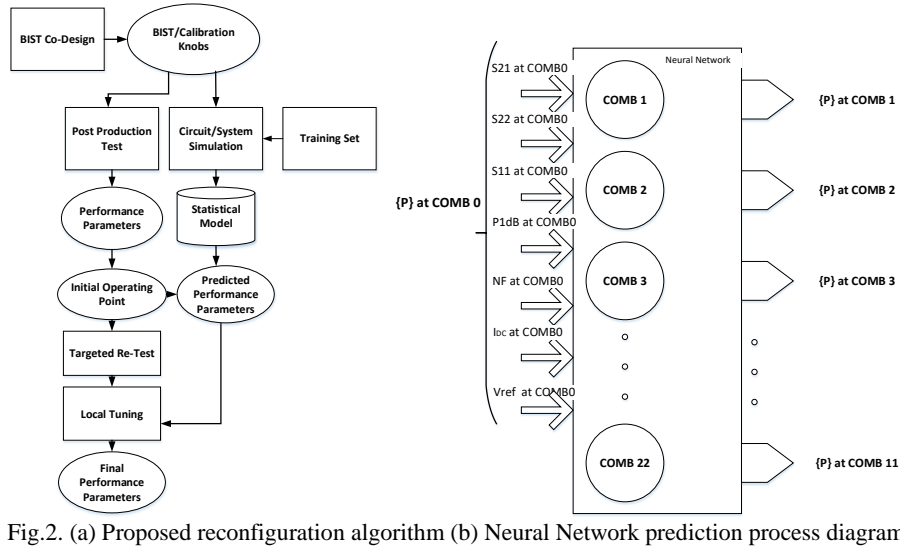 BIST Co-Design
BIST/Calibration
Knobs
Post Production
Test
Circuit/System
Simulation
Training Set
Performance
Parameters
Statistical
Model
Initial Operating
Point
Predicted
Performance
Parameters
Targeted Re-Test
Local Tuning
Final
Performance
Parameters
{P} at COMB 0
S21 at COMB0
S22 at COMB0
S11 at COMB0
P1dB at COMB0
NF at COMB0
IDC at COMB0
Vref at COMB0
Neural Network
COMB 1
COMB 2
COMB 3
COMB 22
{P} at COMB 1
{P} at COMB 2
{P} at COMB 3
{P} at COMB 11
Fig.2. (a) Proposed reconfiguration algorithm (b) Neural Network prediction process diagram